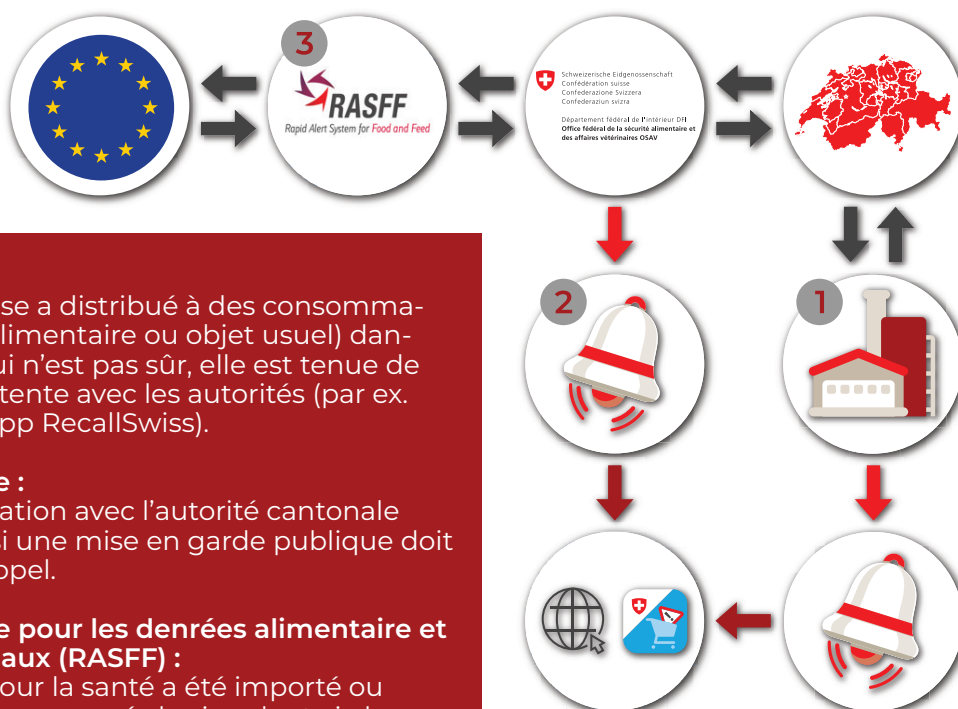 3
RASFF
Rapid Alert System for Food and Feed
Schweizerische Eidgenossenschaft
Confédération suisse
Confederazione Svizzera
Confederaziun svizra
Département fédéral de l'intérieur DFI
Office fédéral de la sécurité alimentaire et
des affaires vétérinaires OSAV
2
1
se a distribué à des consomma-
limentaire ou objet usuel) dan-
ui n'est pas sûr, elle est tenue de
tente avec les autorités (par ex.
pp RecallSwiss).
e :
ation avec l'autorité cantonale
si une mise en garde publique doit
ppel.
e pour les denrées alimentaire et
aux (RASFF) :
our la santé a été importé ou